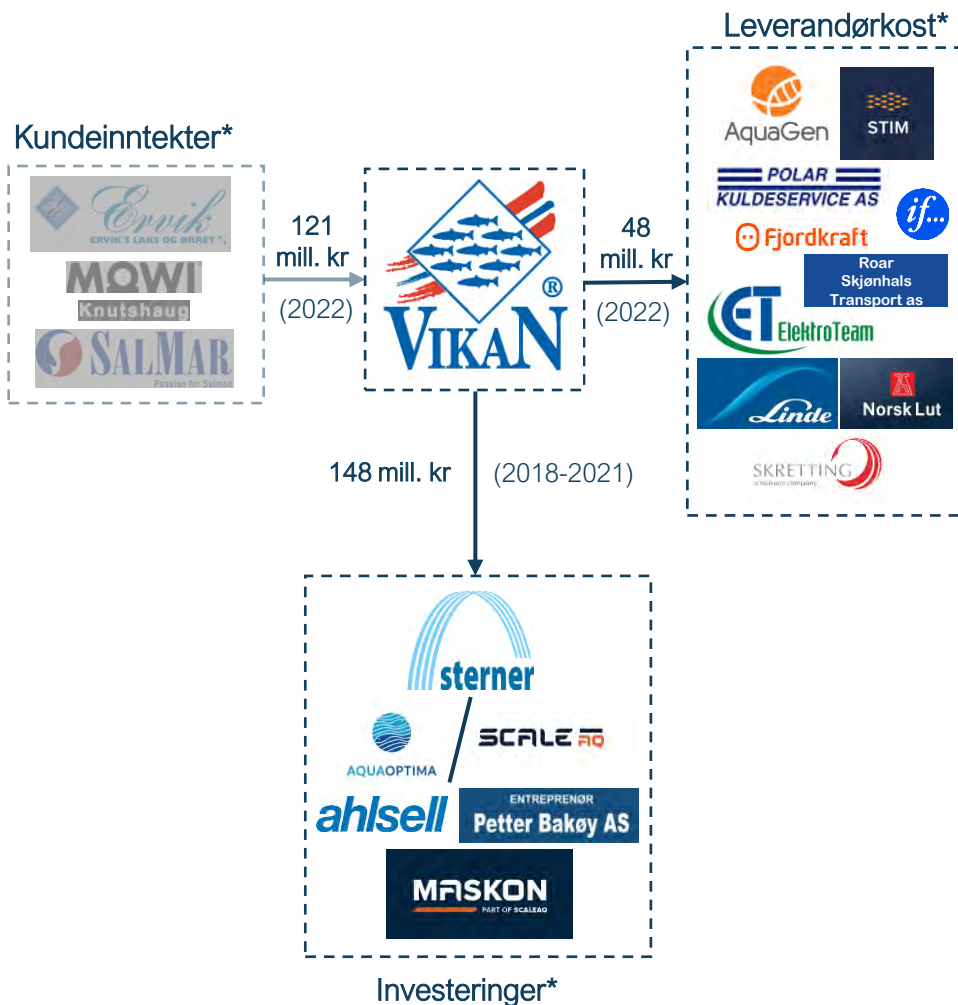 Leverandørkost*
AquaGen
STIM
POLAR
KULDESERVICE AS
if...
Fjordkraft
Roar
Skjønhals
Transport as
ET ElektroTeam
Linde
Norsk Lut
SKRETTING
a Nutreco company
Kundeinntekter*
Ervik
ERVIK'S LAKS OG ØRRET A/S
MOWI
Knutshaug
SALMAR
Passion for Salmon
121
mill. kr
(2022)
®
VIKAN
48
mill. kr
(2022)
148 mill. kr
(2018-2021)
sterner
AQUAOPTIMA
SCALE AQ
ahlsell
ENTREPRENØR
Petter Bakøy AS
MASKON
PART OF SCALEAQ
Investeringer*